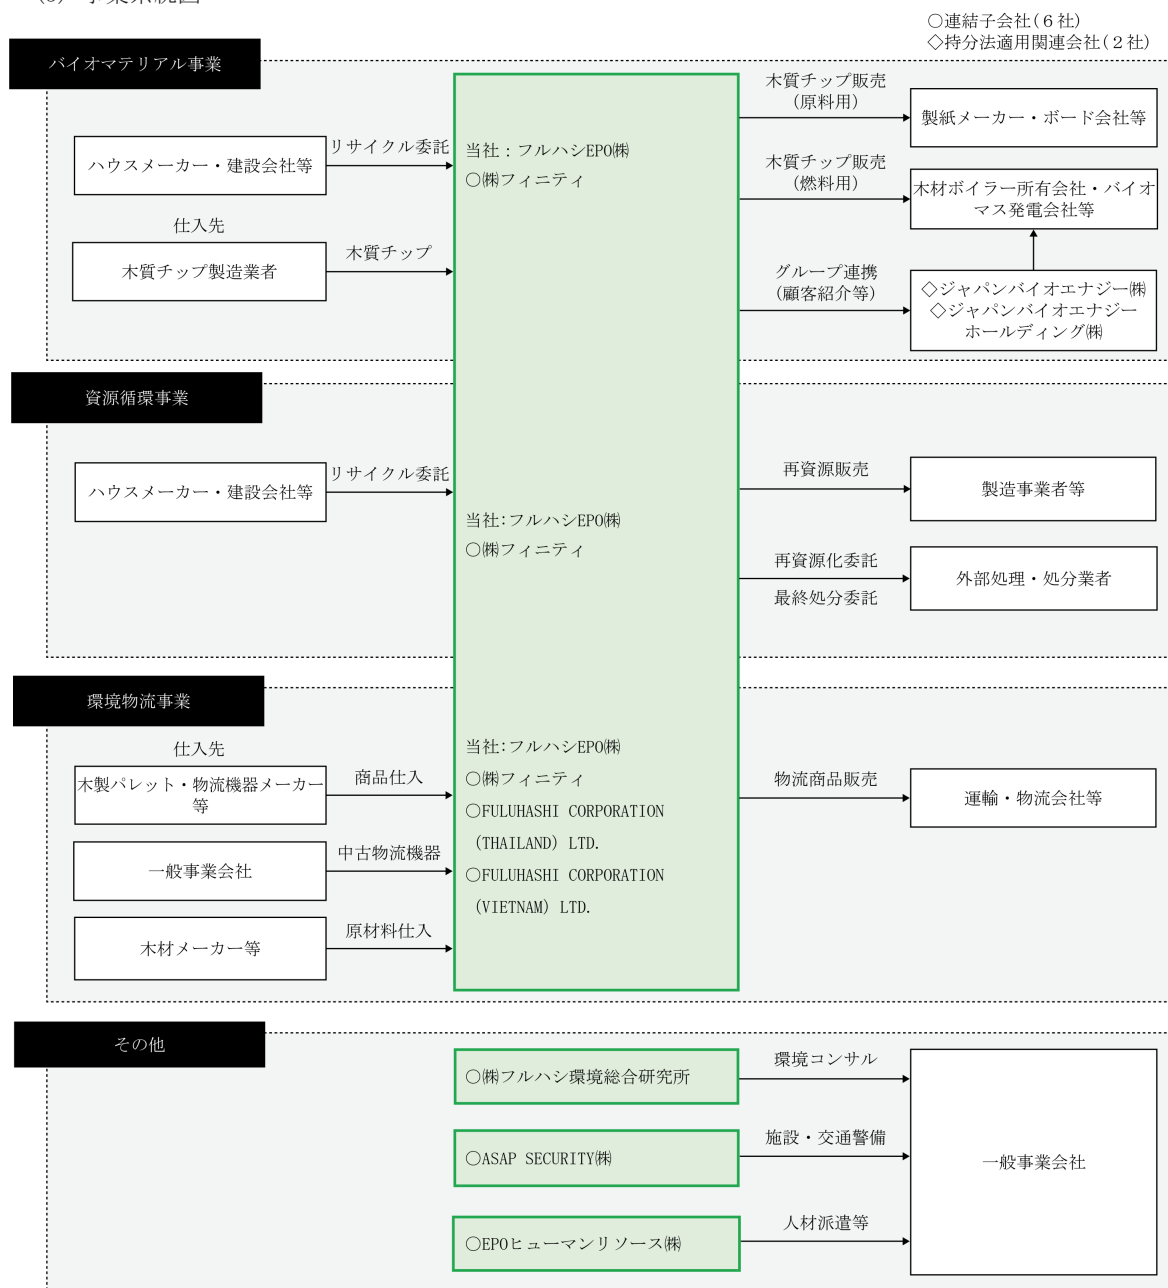 ○連結子会社(６社)
◇持分法適用関連会社(２社)
バイオマテリアル事業
ハウスメーカー・建設会社等
リサイクル委託
仕入先
木質チップ製造業者
木質チップ
当社：フルハシEPO㈱
○㈱フィニティ
木質チップ販売
(原料用)
製紙メーカー・ボード会社等
木質チップ販売
(燃料用)
木材ボイラー所有会社・バイオ
マス発電会社等
グループ連携
(顧客紹介等)
◇ジャパンバイオエナジー㈱
◇ジャパンバイオエナジー
ホールディング㈱
資源循環事業
ハウスメーカー・建設会社等
リサイクル委託
当社:フルハシEPO㈱
○㈱フィニティ
再資源販売
製造事業者等
再資源化委託
最終処分委託
外部処理・処分業者
環境物流事業
仕入先
木製パレット・物流機器メーカー
等
商品仕入
一般事業会社
中古物流機器
木材メーカー等
原材料仕入
当社:フルハシEPO㈱
○㈱フィニティ
○FULUHASHI CORPORATION
(THAILAND) LTD.
○FULUHASHI CORPORATION
(VIETNAM) LTD.
物流商品販売
運輸・物流会社等
その他
○㈱フルハシ環境総合研究所
環境コンサル
○ASAP SECURITY㈱
施設・交通警備
○EPOヒューマンリソース㈱
人材派遣等
一般事業会社